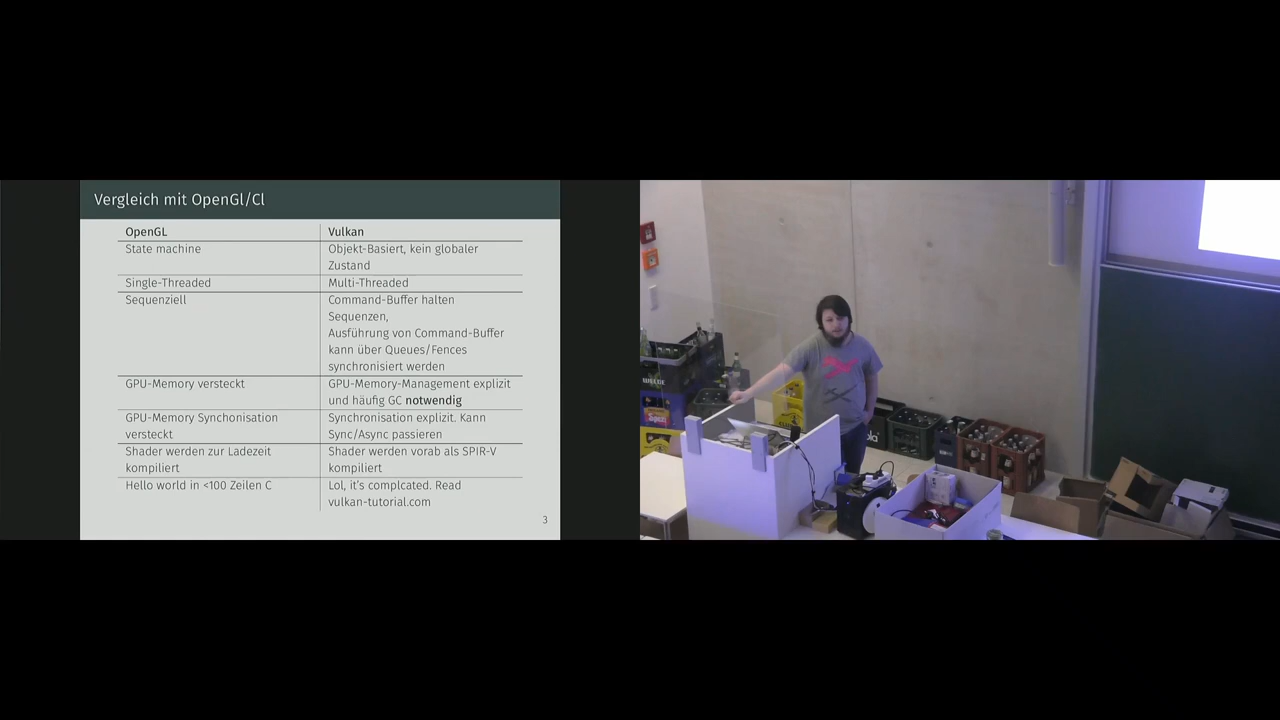 Vergleich mit OpenGl/Cl
OpenGL
Vulkan
State machine
Objekt-Basiert, kein globaler
Zustand
Single-Threaded
Multi-Threaded
Sequenziell
Command-Buffer halten
Sequenzen,
Ausführung von Command-Buffer
kann über Queues/Fences
synchronisiert werden
GPU-Memory versteckt
GPU-Memory-Management explizit
und häufig GC notwendig
GPU-Memory Synchonisation
versteckt
Synchronisation explizit. Kann
Sync/Async passieren
Shader werden zur Ladezeit
kompiliert
Shader werden vorab als SPIR-V
kompiliert
Hello world in <100 Zeilen C
Lol, it's complcated. Read
vulkan-tutorial.com
3